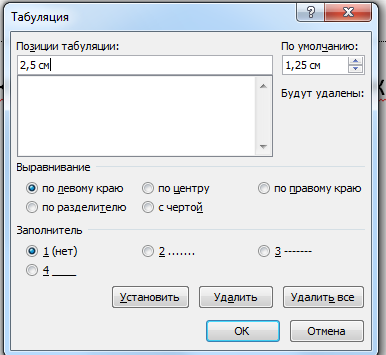 Табуляция
Позиции табуляции: По умолчанию:
2,5 см 1,25 см
Будут удалены:
Выравнивание
по левому краю по центру по правому краю
по разделителю с чертой
Заполнитель
1 (нет) 2 ....... 3 -------
4 ____
Установить Удалить Удалить все
ОК Отмена